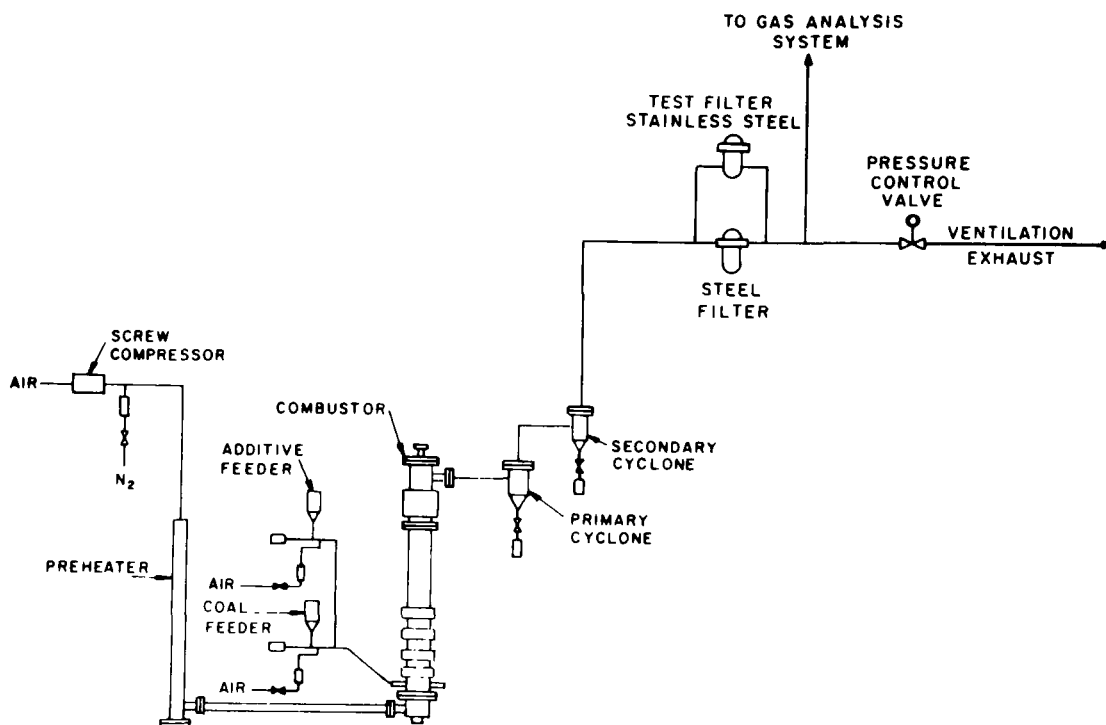 TO GAS ANALYSIS
SYSTEM
TEST FILTER
STAINLESS STEEL
PRESSURE
CONTROL
VALVE
VENTILATION
EXHAUST
STEEL
FILTER
SCREW
COMPRESSOR
AIR
N2
COMBUSTOR
ADDITIVE
FEEDER
SECONDARY
CYCLONE
PRIMARY
CYCLONE
PREHEATER
AIR
COAL
FEEDER
AIR